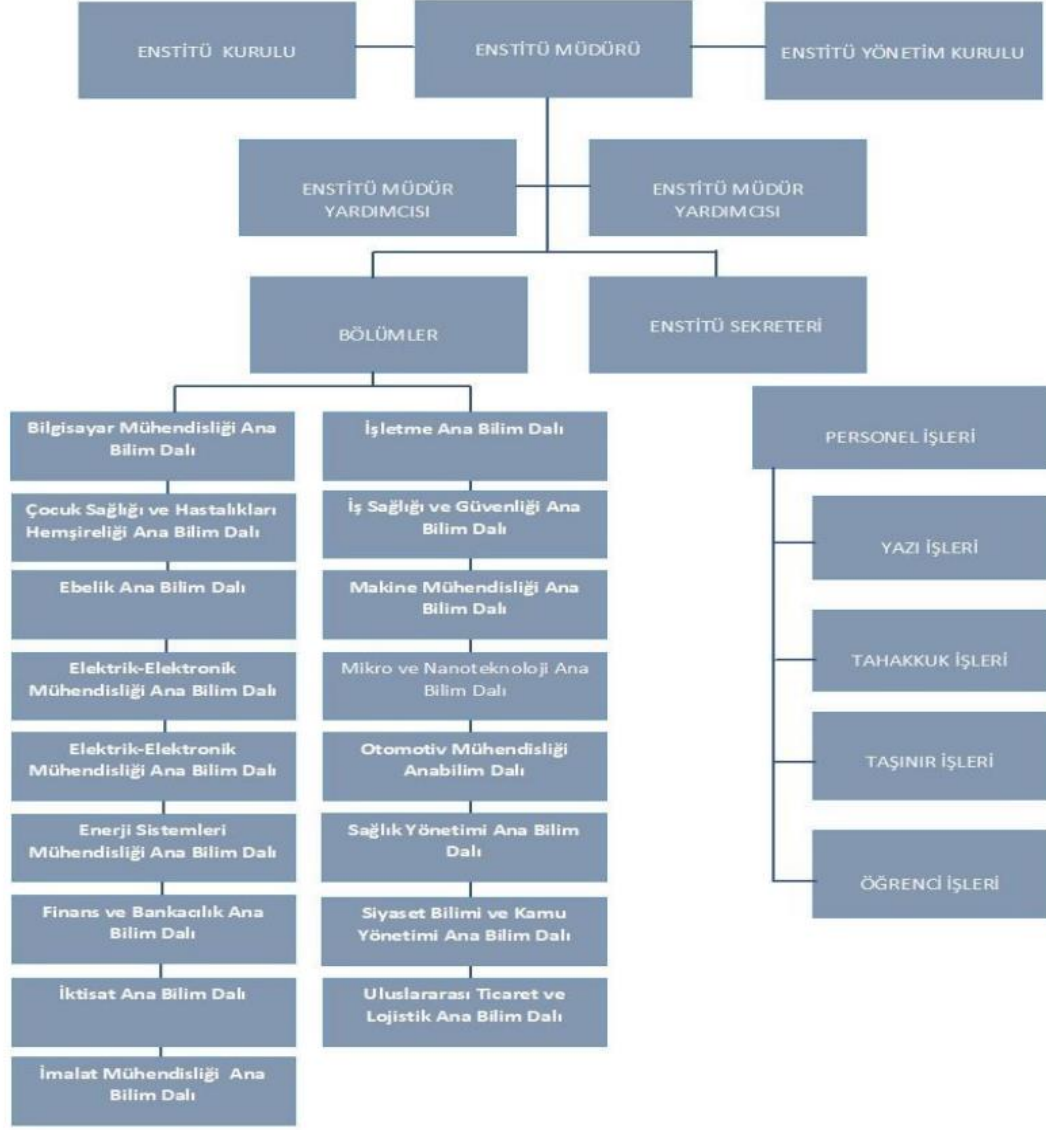 ENSTİTÜ KURULU
ENSTİTÜ MÜDÜRÜ
ENSTİTÜ YÖNETİM KURULU
ENSTİTÜ MÜDÜR
YARDIMCISI
ENSTİTÜ MÜDÜR
YARDIMCISI
BÖLÜMLER
ENSTİTÜ SEKRETERİ
Bilgisayar Mühendisliği Ana
Bilim Dalı
Çocuk Sağlığı ve Hastalıkları
Hemşireliği Ana Bilim Dalı
Ebelik Ana Bilim Dalı
Elektrik-Elektronik
Mühendisliği Ana Bilim Dalı
Elektrik-Elektronik
Mühendisliği Ana Bilim Dalı
Enerji Sistemleri
Mühendisliği Ana Bilim Dalı
Finans ve Bankacılık Ana
Bilim Dalı
İktisat Ana Bilim Dalı
İmalat Mühendisliği Ana
Bilim Dalı
İşletme Ana Bilim Dalı
İş Sağlığı ve Güvenliği Ana
Bilim Dalı
Makine Mühendisliği Ana
Bilim Dalı
Mikro ve Nanoteknoloji Ana
Bilim Dalı
Otomotiv Mühendisliği
Anabilim Dalı
Sağlık Yönetimi Ana Bilim
Dalı
Siyaset Bilimi ve Kamu
Yönetimi Ana Bilim Dalı
Uluslararası Ticaret ve
Lojistik Ana Bilim Dalı
PERSONEL İŞLERİ
YAZI İŞLERİ
TAHAKKUK İŞLERİ
TAŞINIR İŞLERİ
ÖĞRENCİ İŞLERİ